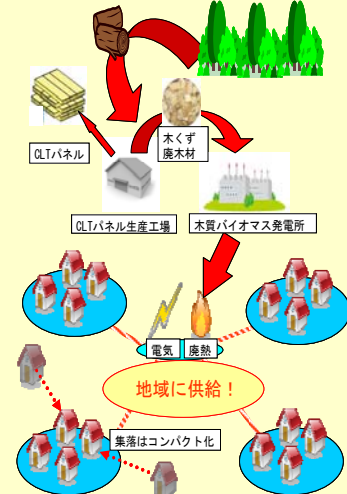 木くず
廃木材
CLTパネル
CLTパネル生産工場
木質バイオマス発電所
電気
廃熱
地域に供給！
集落はコンパクト化